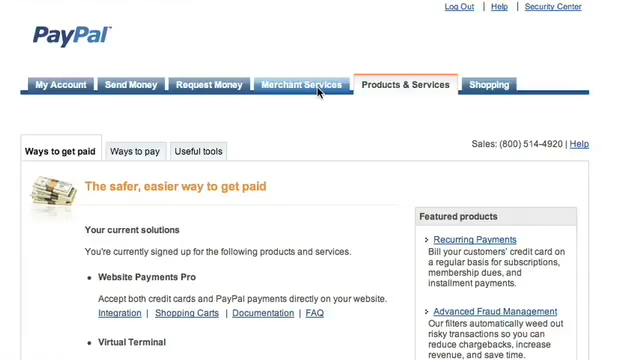 Log Out | Help | Security Center
PayPal™
My Account Send Money Request Money Merchant Services Products & Services Shopping
Ways to get paid Ways to pay Useful tools
Sales: (800) 514-4920 | Help
The safer, easier way to get paid
Your current solutions
You're currently signed up for the following products and services.
• Website Payments Pro
Accept both credit cards and PayPal payments directly on your website.
Integration | Shopping Carts | Documentation | FAQ
• Virtual Terminal
Featured products
Recurring Payments
Bill your customers' credit card on
a regular basis for subscriptions,
membership dues, and
installment payments.
Advanced Fraud Management
Our filters automatically weed out
risky transactions so you can
reduce chargebacks, increase
revenue, and save time.